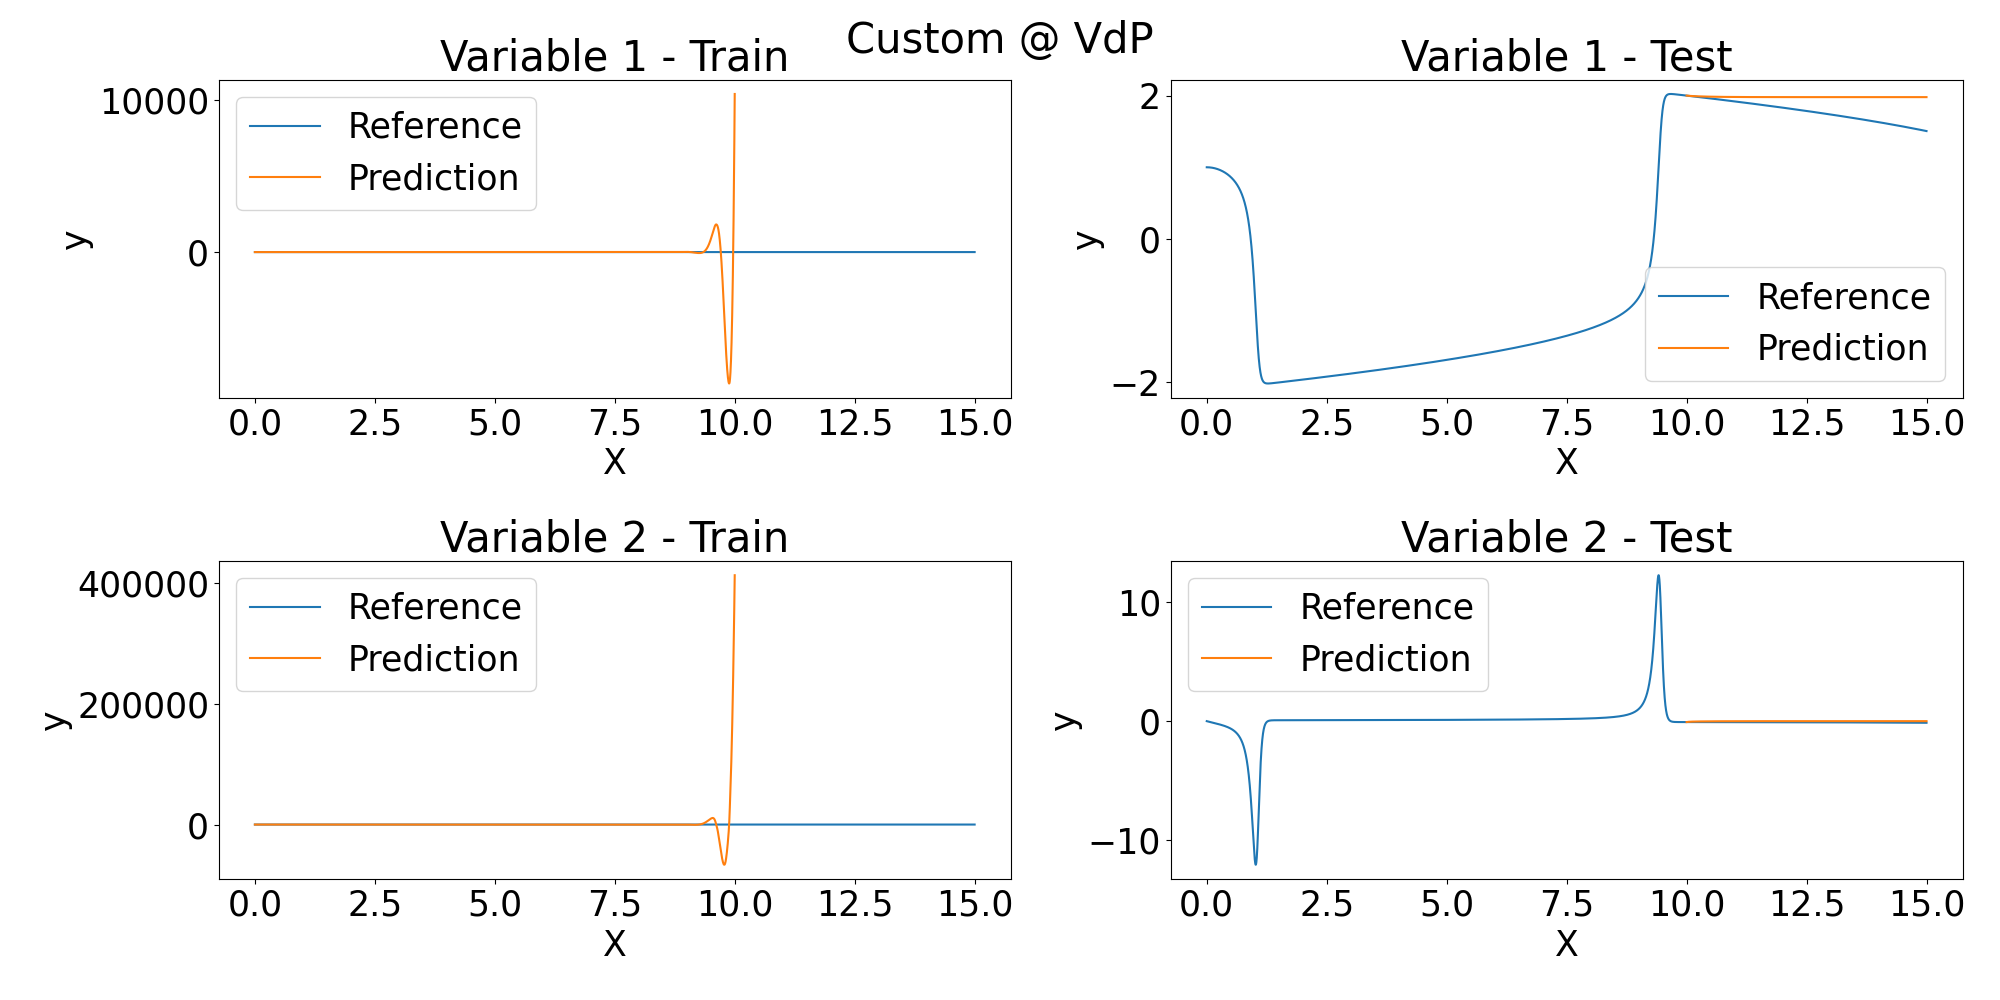 Custom @ VdP
Variable 1 - Train
10000
0
y
Reference
Prediction
0.0 2.5 5.0 7.5 10.0 12.5 15.0
X
Variable 1 - Test
2
0
−2
y
Reference
Prediction
0.0 2.5 5.0 7.5 10.0 12.5 15.0
X
Variable 2 - Train
400000
200000
0
y
Reference
Prediction
0.0 2.5 5.0 7.5 10.0 12.5 15.0
X
Variable 2 - Test
10
0
−10
y
Reference
Prediction
0.0 2.5 5.0 7.5 10.0 12.5 15.0
X